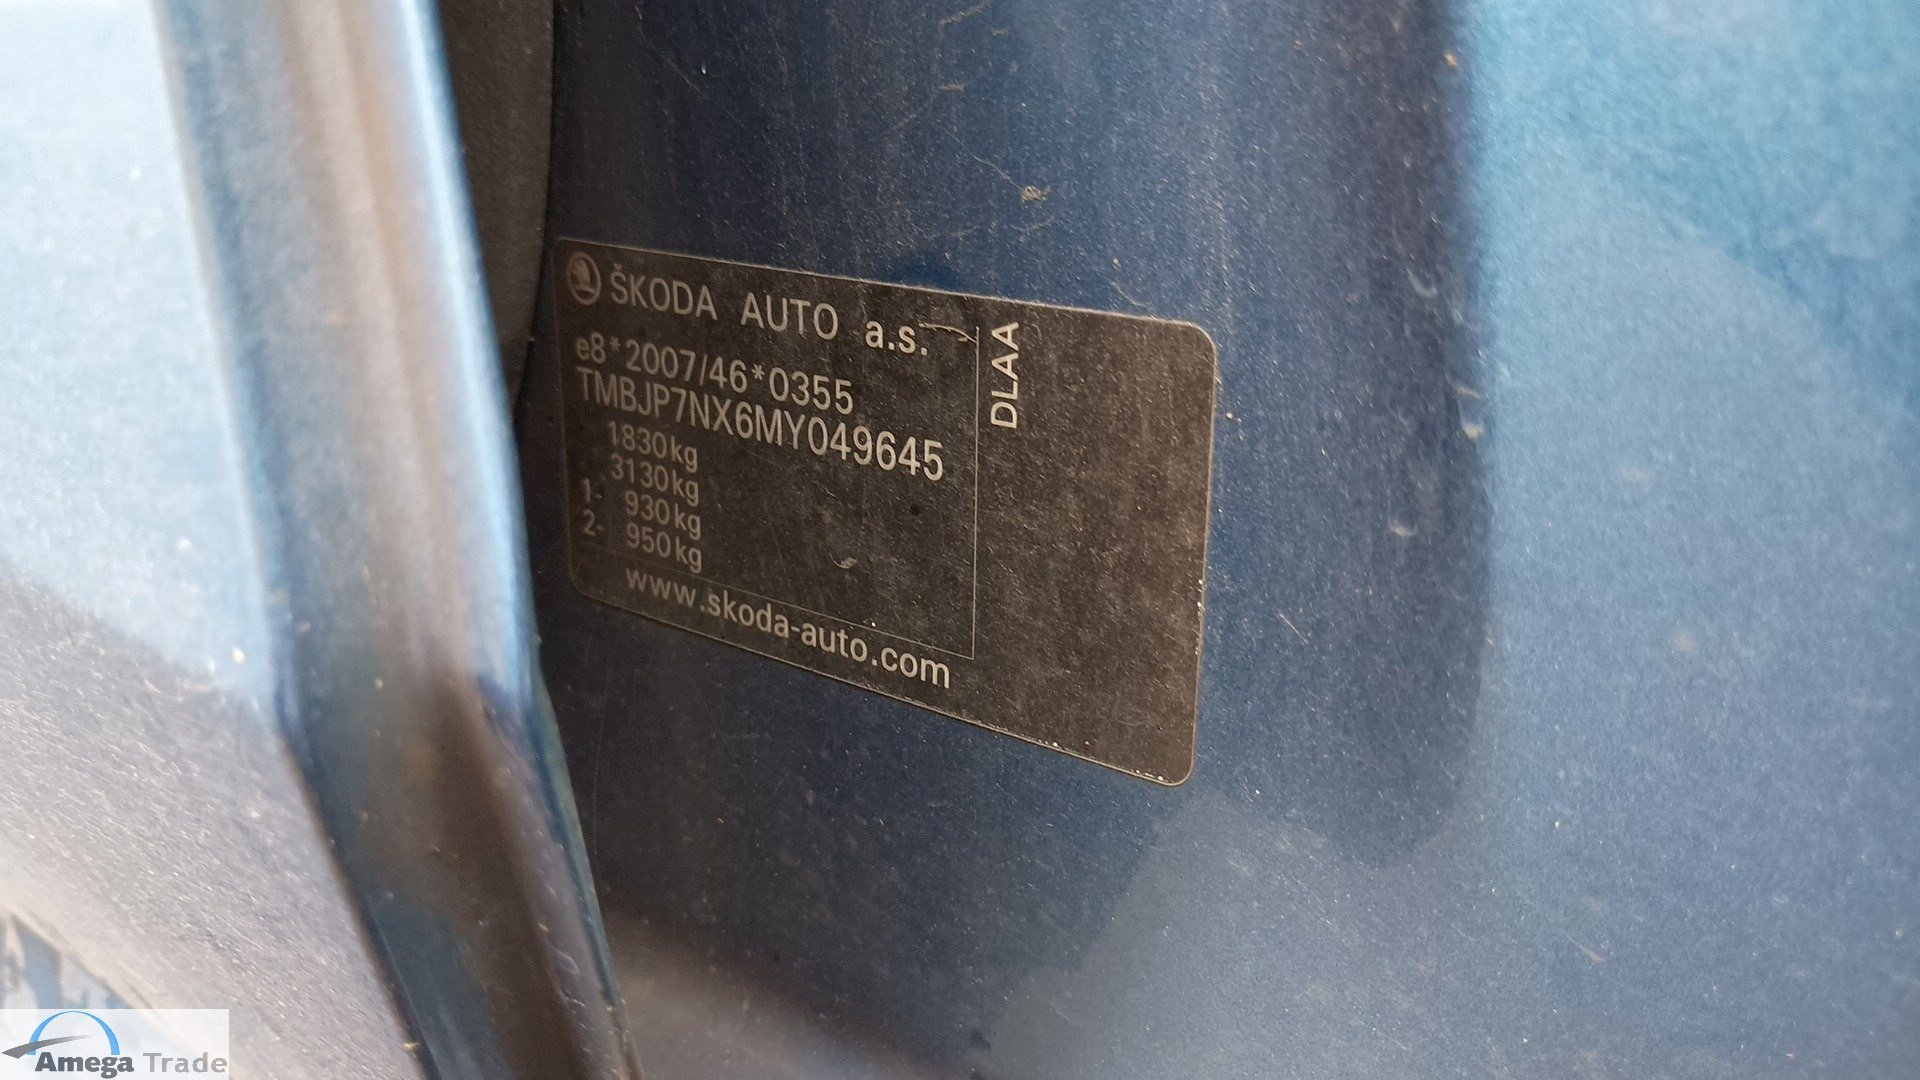 ŠKODA AUTO a.s.
e8*2007/46*0355
TMBJP7NX6MY049645
1830kg
3130kg
1- 930kg
2- 950kg
www.skoda-auto.com
DLAA
Amega Trade